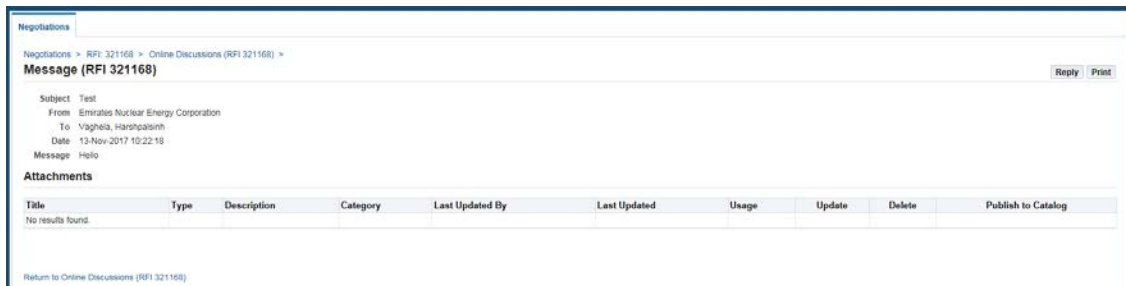 Negotiations
Negotiations > RFI: 321168 > Online Discussions (RFI 321168) >
Message (RFI 321168)
Reply Print
Subject Test
From Emirates Nuclear Energy Corporation
To Vaghela, Harshpalsinh
Date 13-Nov-2017 10:22:18
Message Hello
Attachments
Title Type Description Category Last Updated By Last Updated Usage Update Delete Publish to Catalog
No results found.
Return to Online Discussions (RFI 321168)